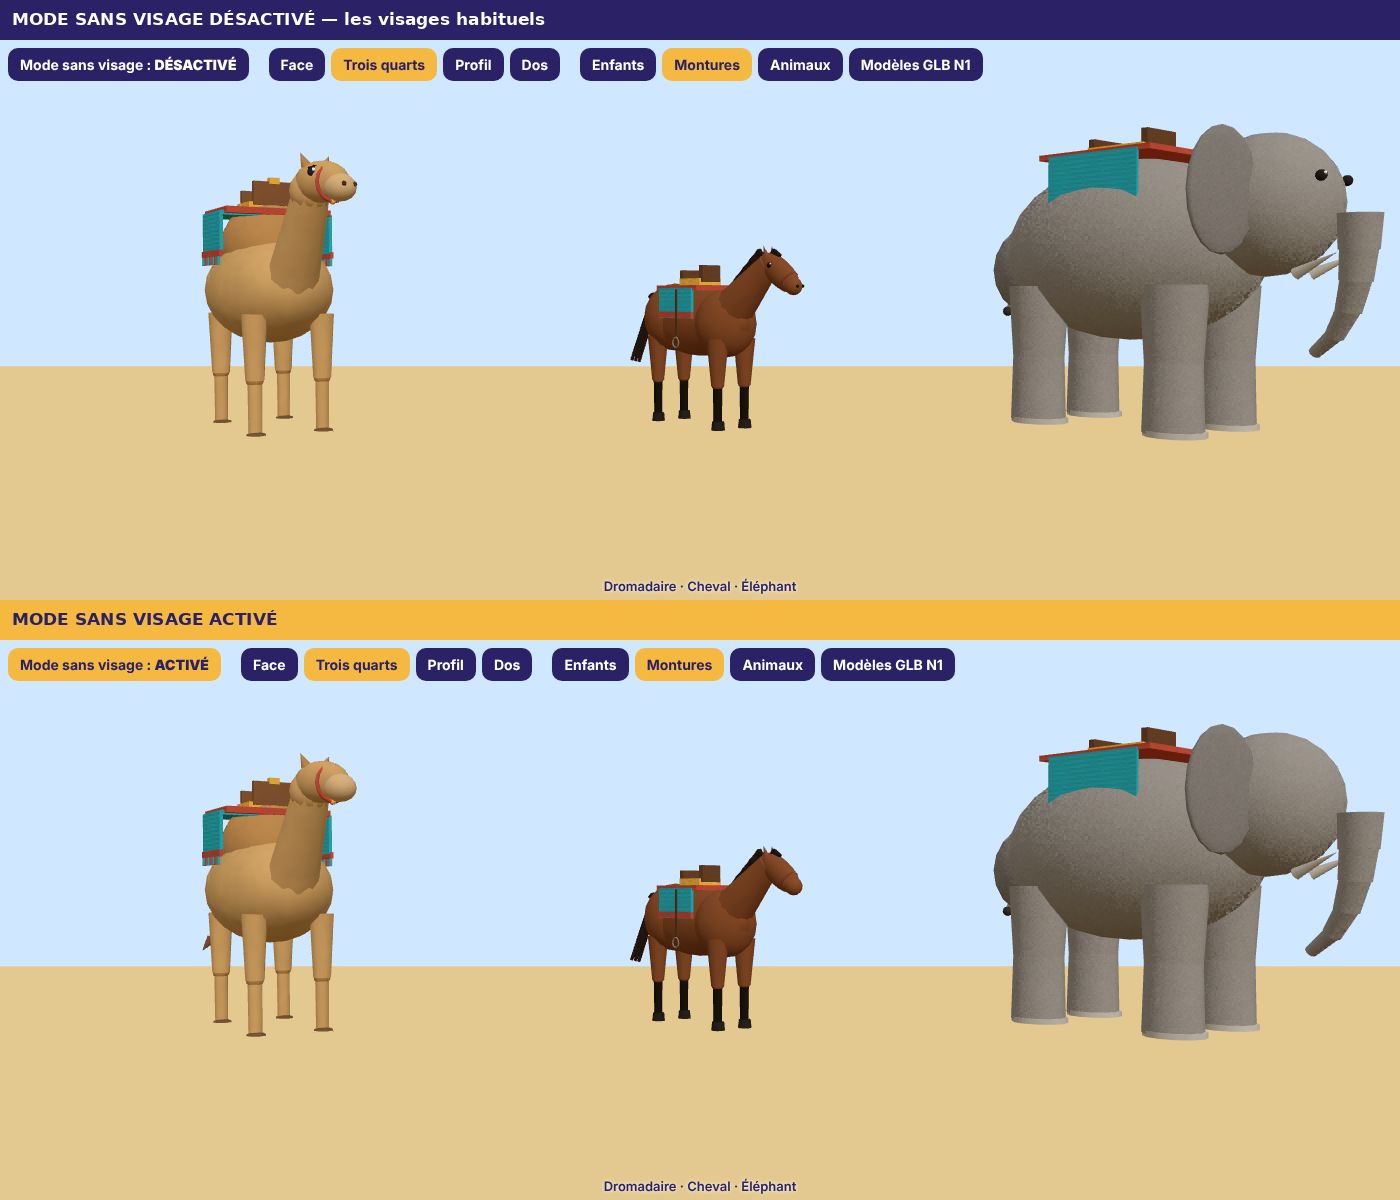 MODE SANS VISAGE DÉSACTIVÉ — les visages habituels
Mode sans visage : DÉSACTIVÉ Face Trois quarts Profil Dos Enfants Montures Animaux Modèles GLB N1
Dromadaire · Cheval · Éléphant
MODE SANS VISAGE ACTIVÉ
Mode sans visage : ACTIVÉ Face Trois quarts Profil Dos Enfants Montures Animaux Modèles GLB N1
Dromadaire · Cheval · Éléphant